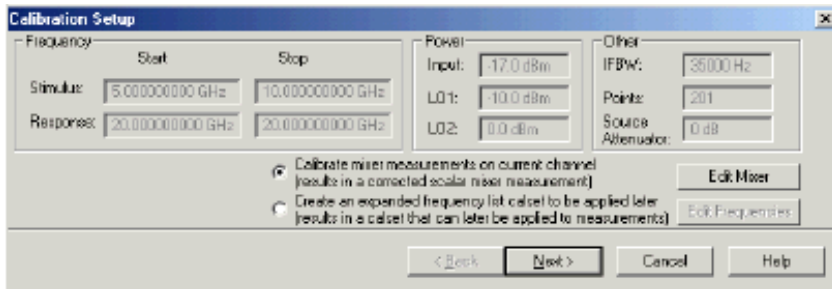 Calibration Setup
Frequency
Start Stop
Stimulus: 5.000000000 GHz 10.000000000 GHz
Response: 20.000000000 GHz 20.000000000 GHz
Power
Input: -17.0 dBm
LO1: -10.0 dBm
LO2: 0.0 dBm
Other
IFBW: 35000 Hz
Points: 201
Source Attenuator: 0 dB
Calibrate mixer measurements on current channel
(results in a corrected scalar mixer measurement)
Edit Mixer
Create an expanded frequency list calset to be applied later
(results in a calset that can later be applied to measurements)
Edit Frequencies
< Back Next > Cancel Help